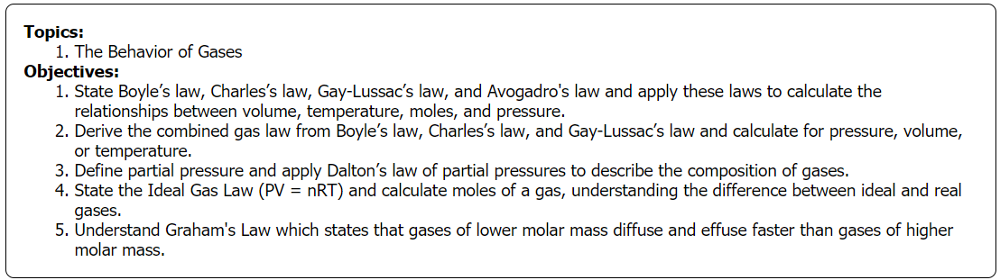 Topics:
1. The Behavior of Gases
Objectives:
1. State Boyle’s law, Charles’s law, Gay-Lussac’s law, and Avogadro's law and apply these laws to calculate the
relationships between volume, temperature, moles, and pressure.
2. Derive the combined gas law from Boyle’s law, Charles’s law, and Gay-Lussac’s law and calculate for pressure, volume,
or temperature.
3. Define partial pressure and apply Dalton’s law of partial pressures to describe the composition of gases.
4. State the Ideal Gas Law (PV = nRT) and calculate moles of a gas, understanding the difference between ideal and real
gases.
5. Understand Graham's Law which states that gases of lower molar mass diffuse and effuse faster than gases of higher
molar mass.